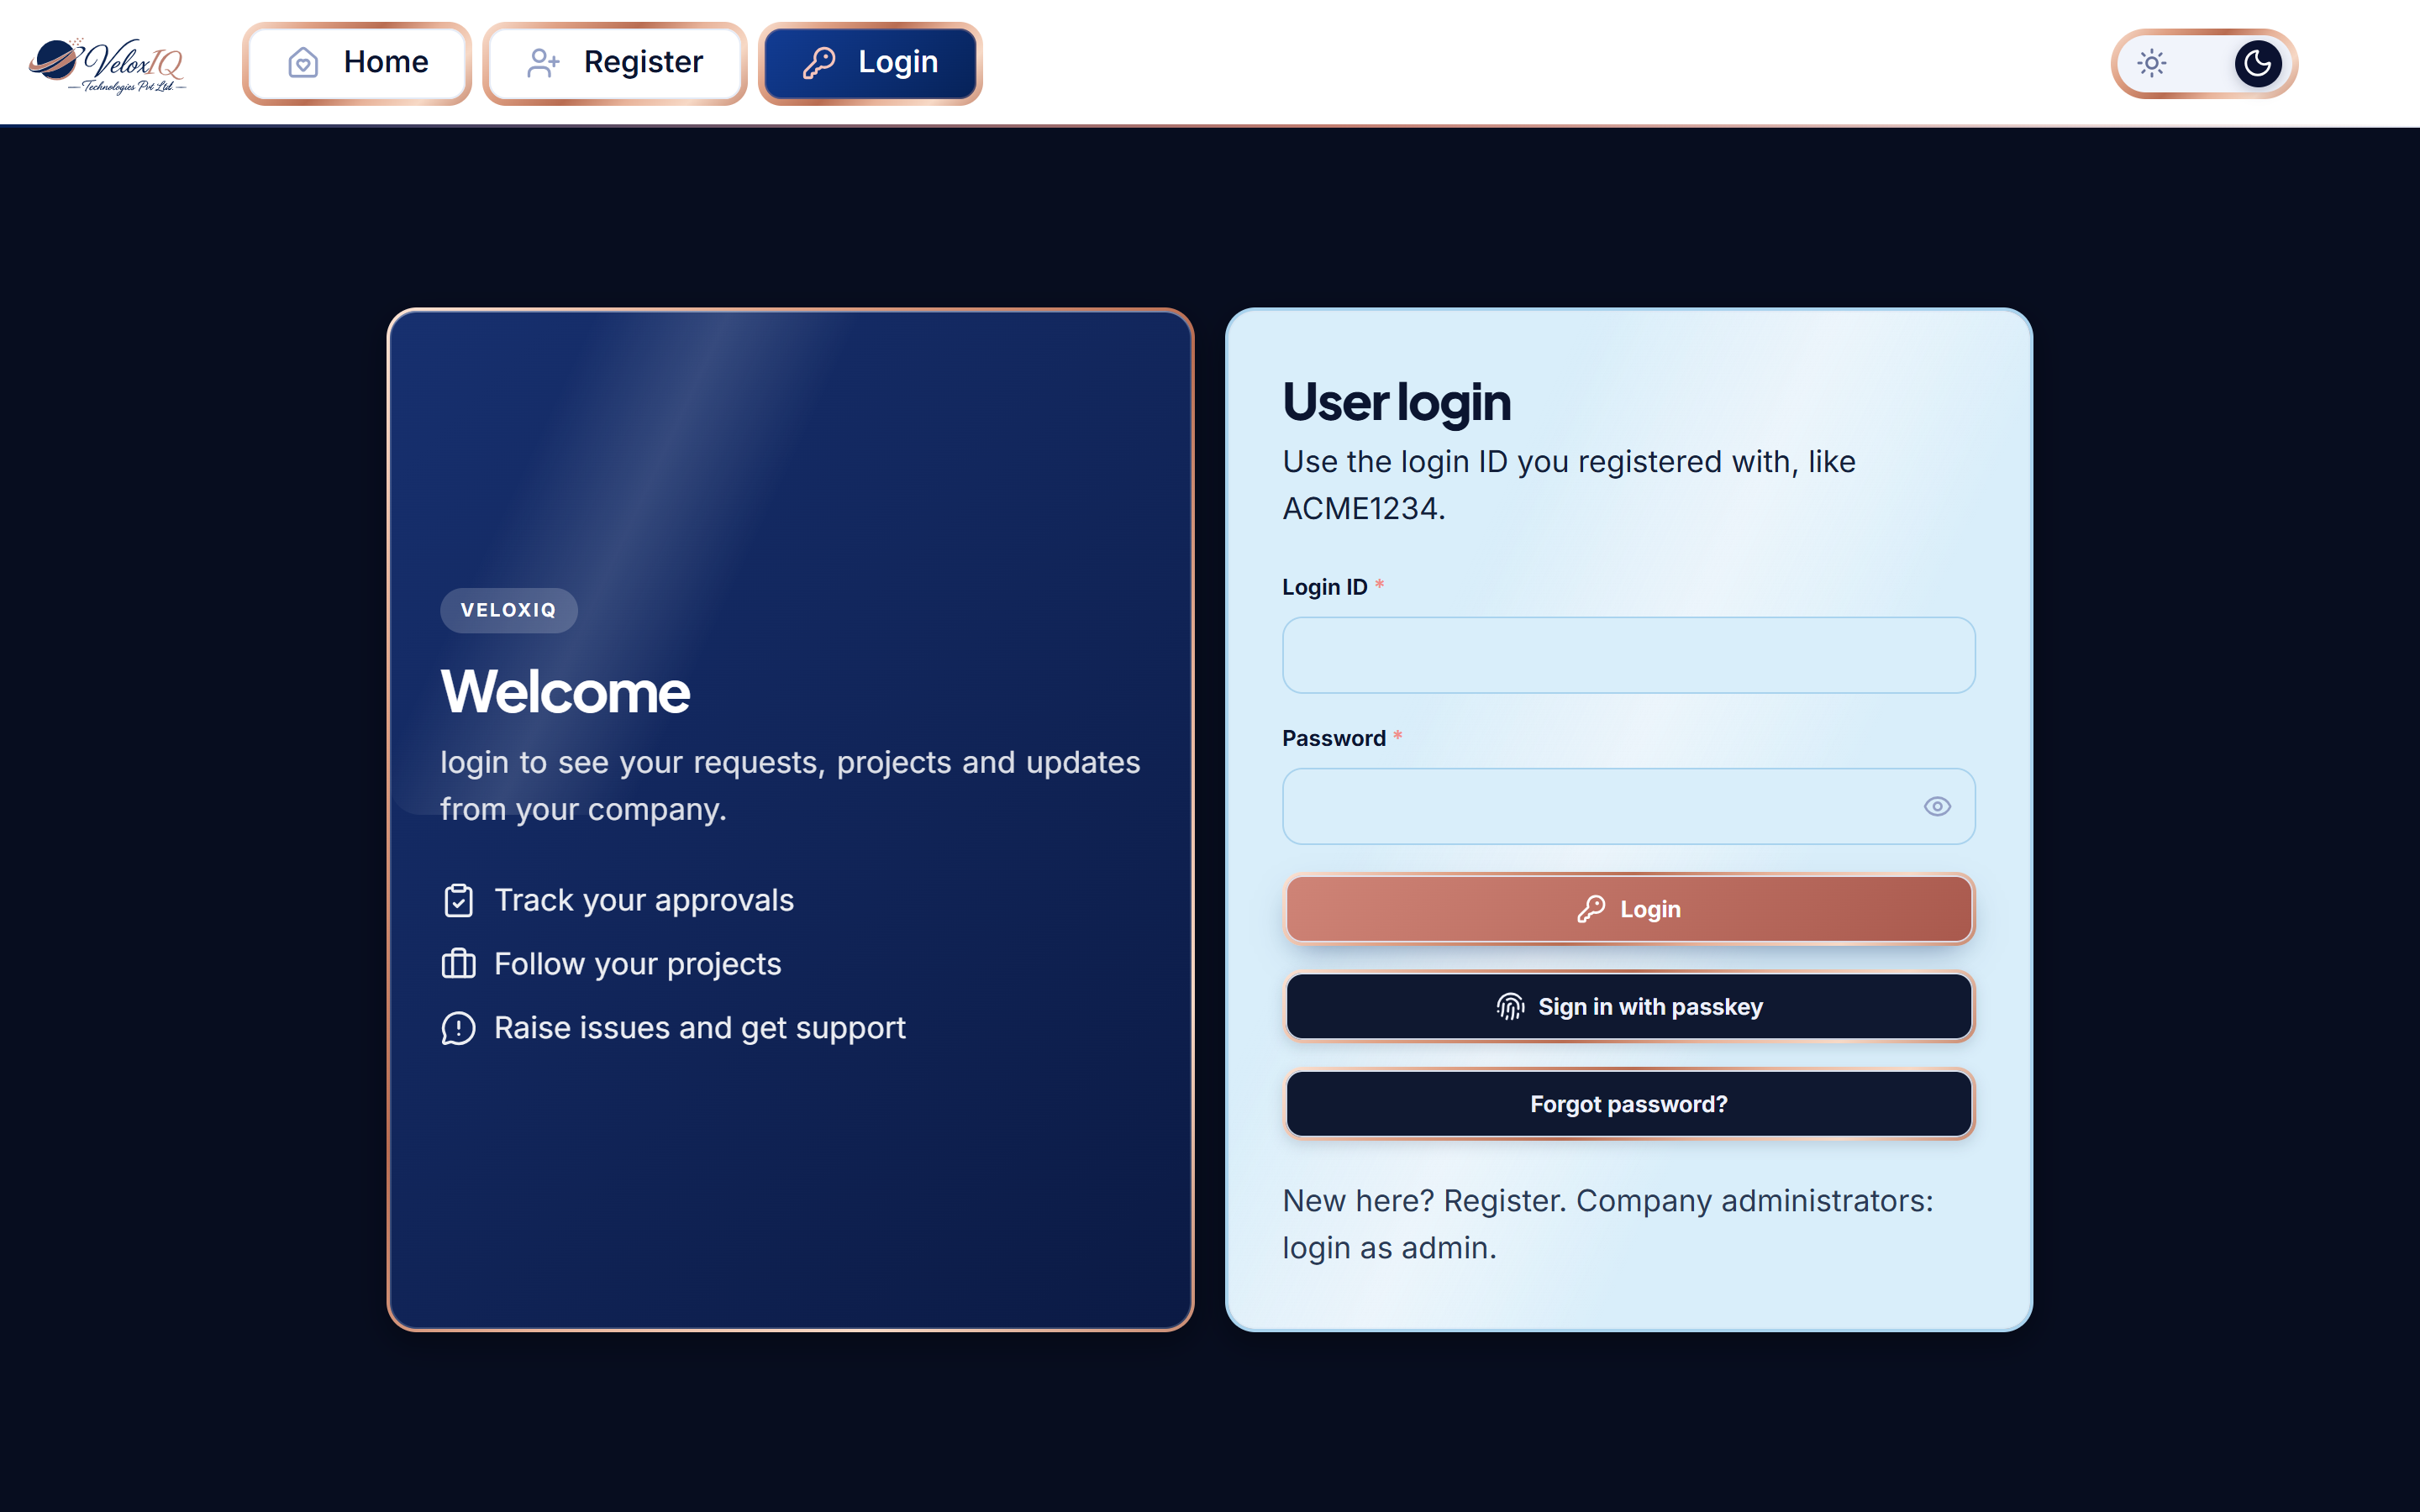 VeloxIQ
Technologies Pvt Ltd.
Home
Register
Login
VELOXIQ
Welcome
login to see your requests, projects and updates
from your company.
Track your approvals
Follow your projects
Raise issues and get support
User login
Use the login ID you registered with, like
ACME1234.
Login ID *
Password *
Login
Sign in with passkey
Forgot password?
New here? Register. Company administrators:
login as admin.